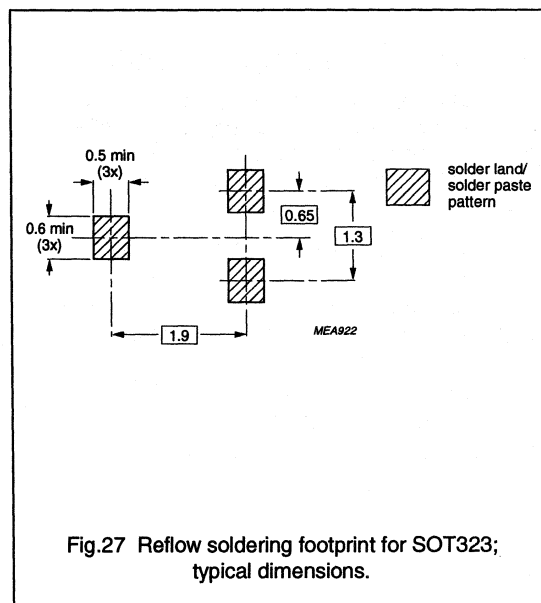 0.5 min
(3x)
0.6 min
(3x)
0.65
1.3
1.9
solder land/
solder paste
pattern
MEA922
Fig.27 Reflow soldering footprint for SOT323;
typical dimensions.